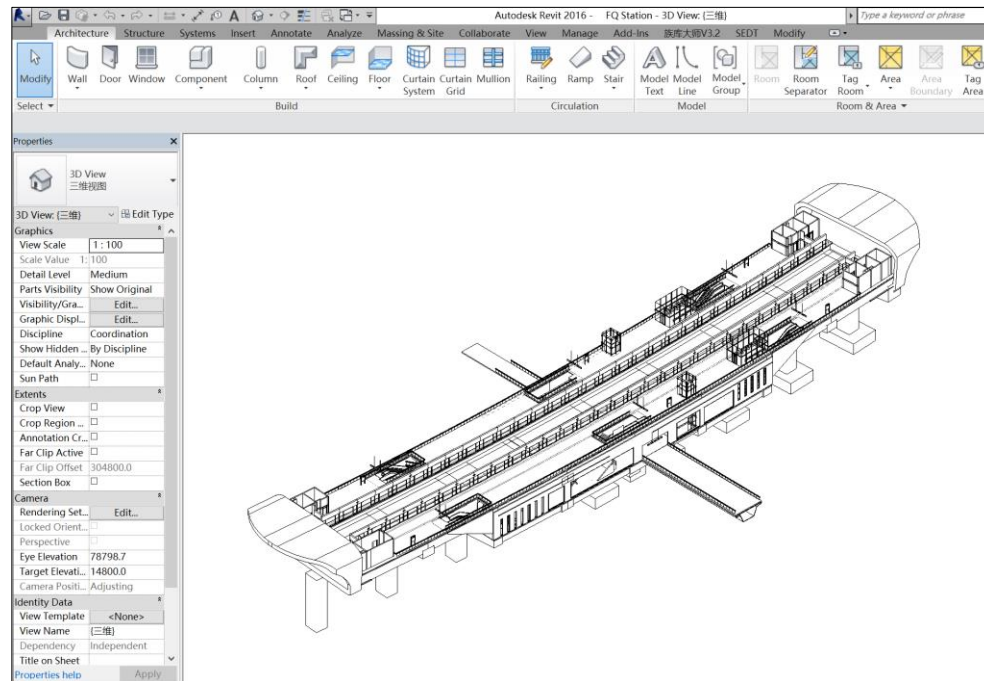 Autodesk Revit 2016 - FQ Station - 3D View: {三维}
Type a keyword or phrase
Architecture Structure Systems Insert Annotate Analyze Massing & Site Collaborate View Manage Add-Ins 族库大师V3.2 SEDT Modify
Modify Wall Door Window Component Column Roof Ceiling Floor Curtain System Curtain Grid Mullion Railing Ramp Stair Model Text Model Line Model Group Room Room Separator Tag Room Area Area Boundary Tag Area
Select Build Circulation Model Room & Area
Properties
3D View
三维视图
3D View: {三维} Edit Type
Graphics
View Scale 1 : 100
Scale Value 1: 100
Detail Level Medium
Parts Visibility Show Original
Visibility/Gra... Edit...
Graphic Displ... Edit...
Discipline Coordination
Show Hidden ... By Discipline
Default Analy... None
Sun Path
Extents
Crop View
Crop Region ...
Annotation Cr...
Far Clip Active
Far Clip Offset 304800.0
Section Box
Camera
Rendering Set... Edit...
Locked Orient...
Perspective
Eye Elevation 78798.7
Target Elevati... 14800.0
Camera Positi... Adjusting
Identity Data
View Template <None>
View Name {三维}
Dependency Independent
Title on Sheet
Properties help Apply